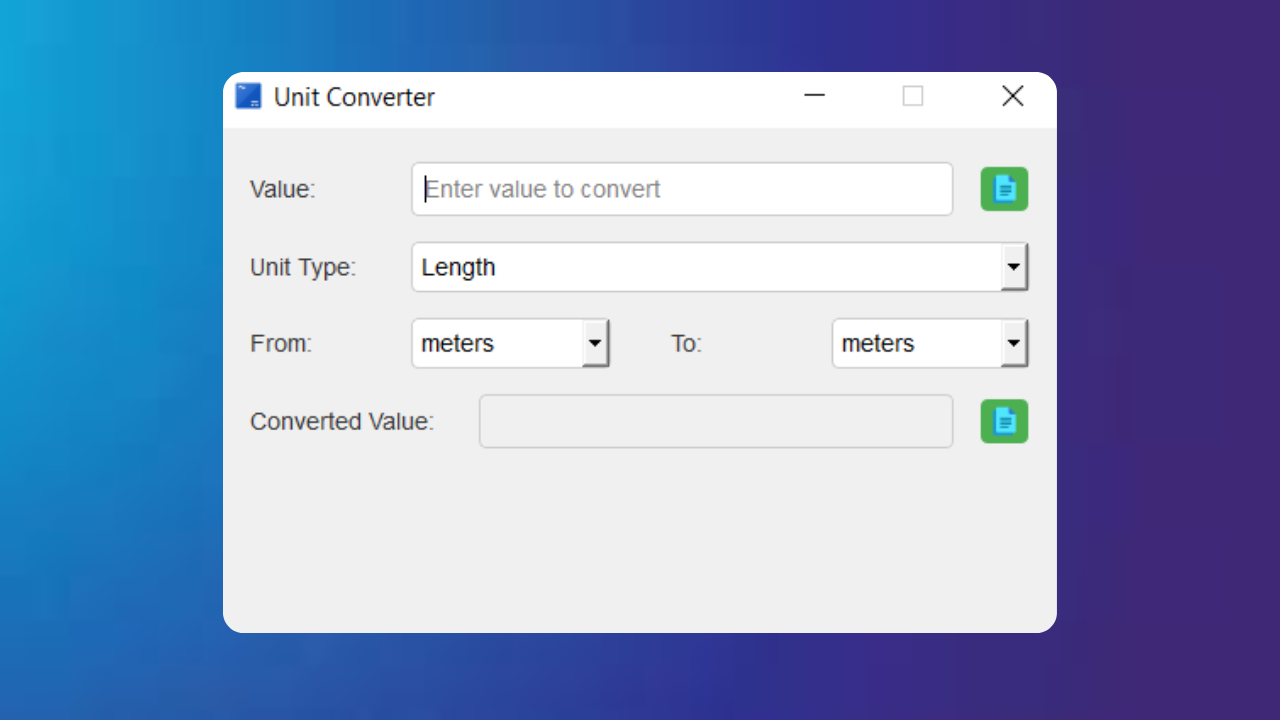 Unit Converter
Value: Enter value to convert
Unit Type: Length
From: meters To: meters
Converted Value: